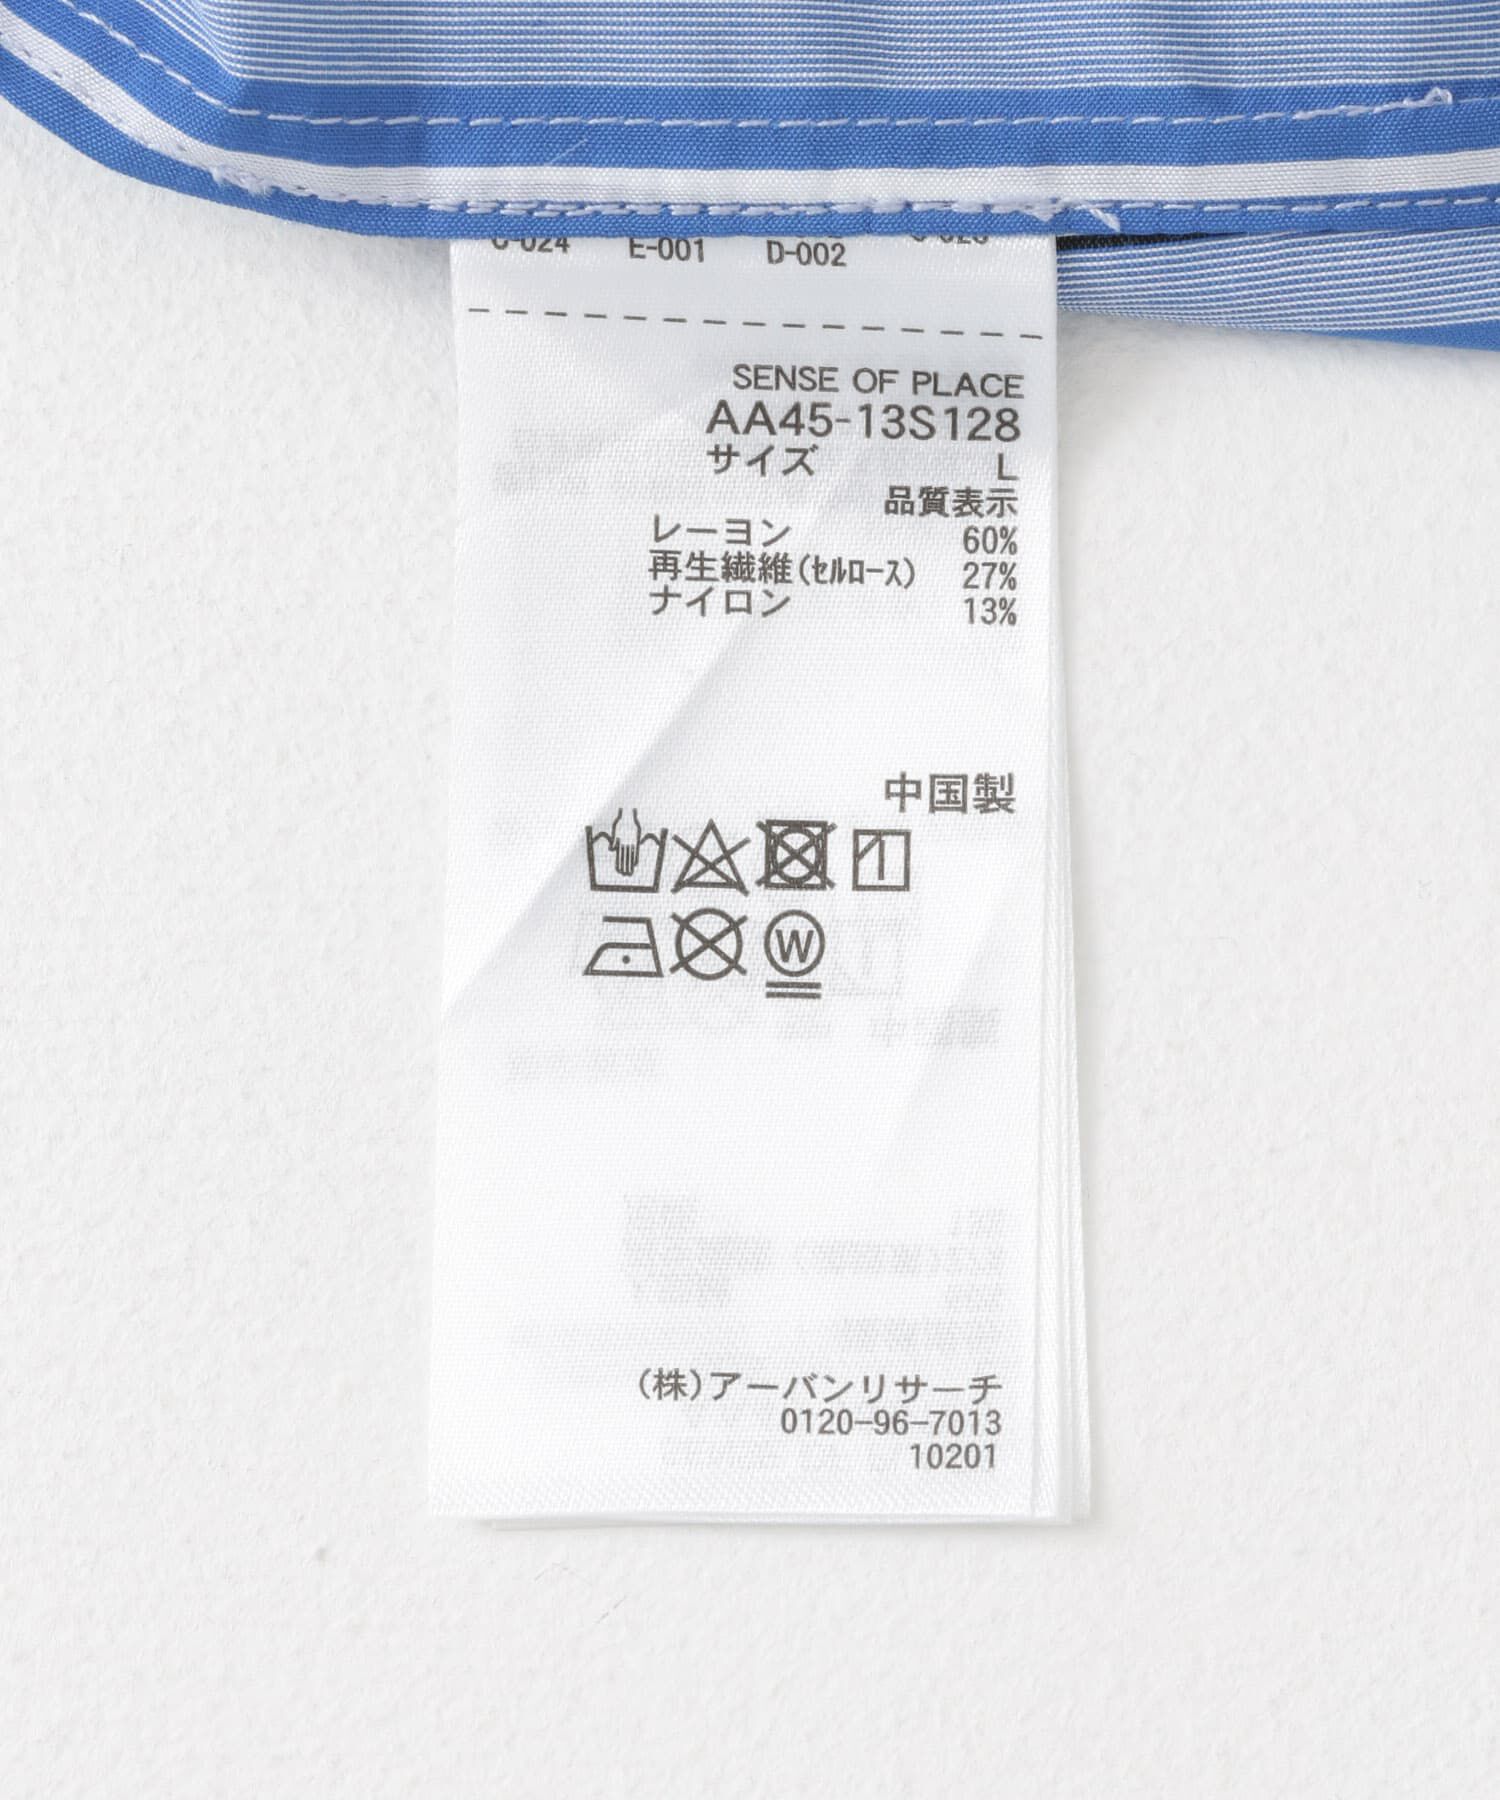 E-001 D-002
SENSE OF PLACE
AA45-13S128
サイズ L
品質表示
レーヨン 60%
再生繊維(ｾﾙﾛｰｽ) 27%
ナイロン 13%
中国製
W
(株)アーバンリサーチ
0120-96-7013
10201